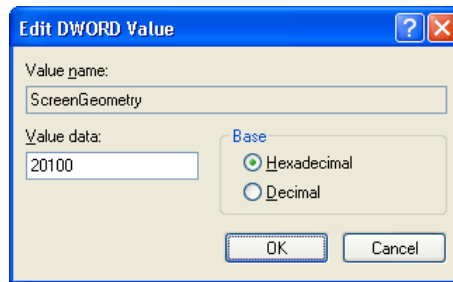 Edit DWORD Value
Value name:
ScreenGeometry
Value data:
20100
Base
Hexadecimal
Decimal
OK
Cancel